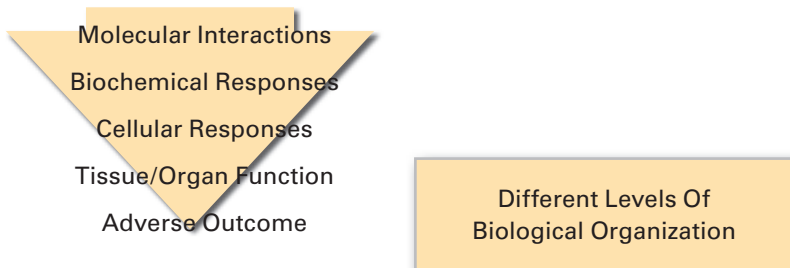 Molecular Interactions
Biochemical Responses
Cellular Responses
Tissue/Organ Function
Adverse Outcome
Different Levels Of
Biological Organization